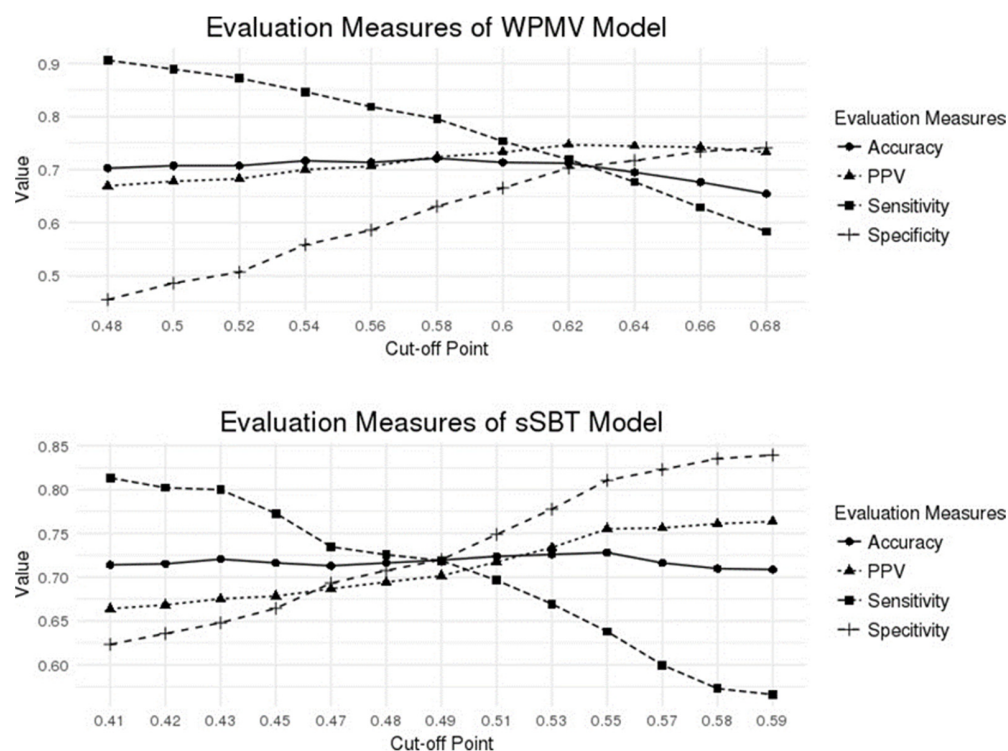 Evaluation Measures of WPMV Model
0.9
0.8
0.7
0.6
0.5
Value
0.48 0.5 0.52 0.54 0.56 0.58 0.6 0.62 0.64 0.66 0.68
Cut-off Point
Evaluation Measures
Accuracy
PPV
Sensitivity
Specificity
Evaluation Measures of sSBT Model
0.85
0.80
0.75
0.70
0.65
0.60
Value
0.41 0.42 0.43 0.45 0.47 0.48 0.49 0.51 0.53 0.55 0.57 0.58 0.59
Cut-off Point
Evaluation Measures
Accuracy
PPV
Sensitivity
Specitivity